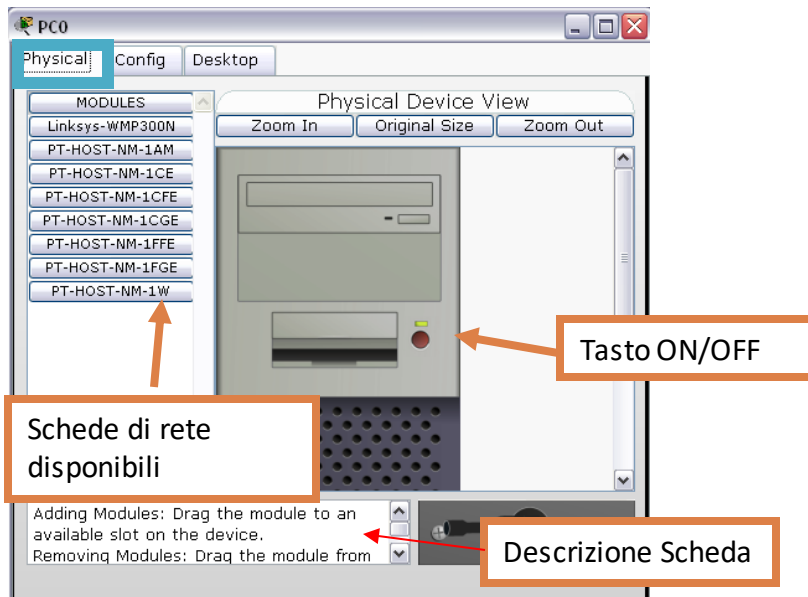 PC0
Physical Config Desktop
MODULES
Linksys-WMP300N
PT-HOST-NM-1AM
PT-HOST-NM-1CE
PT-HOST-NM-1CFE
PT-HOST-NM-1CGE
PT-HOST-NM-1FFE
PT-HOST-NM-1FGE
PT-HOST-NM-1W
Physical Device View
Zoom In Original Size Zoom Out
Tasto ON/OFF
Schede di rete
disponibili
Adding Modules: Drag the module to an
available slot on the device.
Removing Modules: Drag the module from
Descrizione Scheda